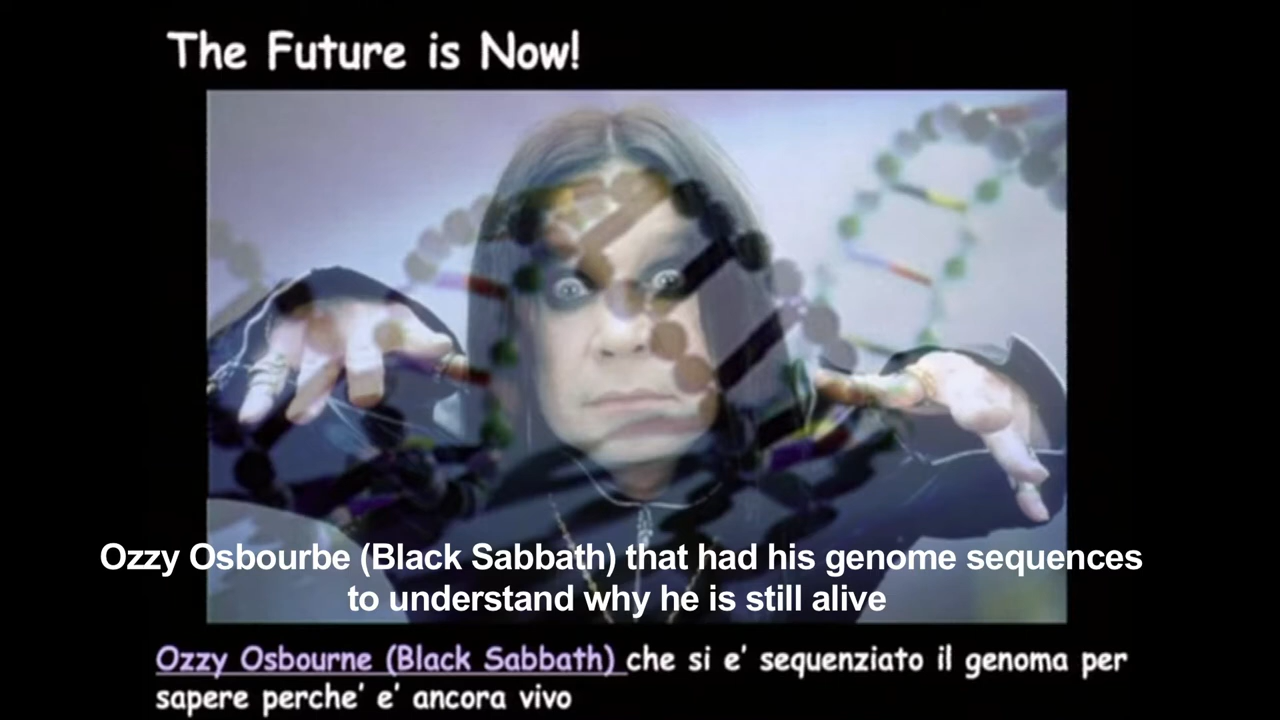 The Future is Now!
Ozzy Osbourbe (Black Sabbath) that had his genome sequences
to understand why he is still alive
Ozzy Osbourne (Black Sabbath) che si e' sequenziato il genoma per
sapere perche' e' ancora vivo